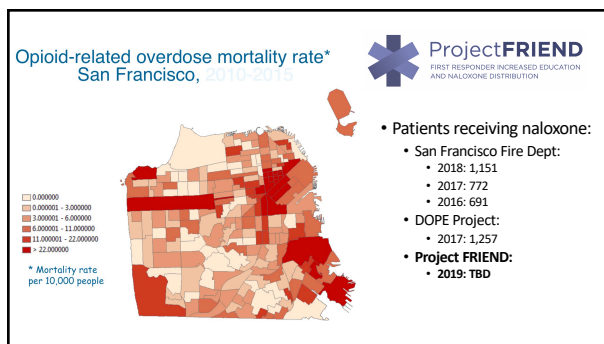 Opioid-related overdose mortality rate*
San Francisco, 2010-2015
0.000000
0.000001 - 3.000000
3.000001 - 6.000000
6.000001 - 11.000000
11.000001 - 22.000000
> 22.000000
* Mortality rate
per 10,000 people
ProjectFRIEND
FIRST RESPONDER INCREASED EDUCATION
AND NALOXONE DISTRIBUTION
• Patients receiving naloxone:
• San Francisco Fire Dept:
• 2018: 1,151
• 2017: 772
• 2016: 691
• DOPE Project:
• 2017: 1,257
• Project FRIEND:
• 2019: TBD